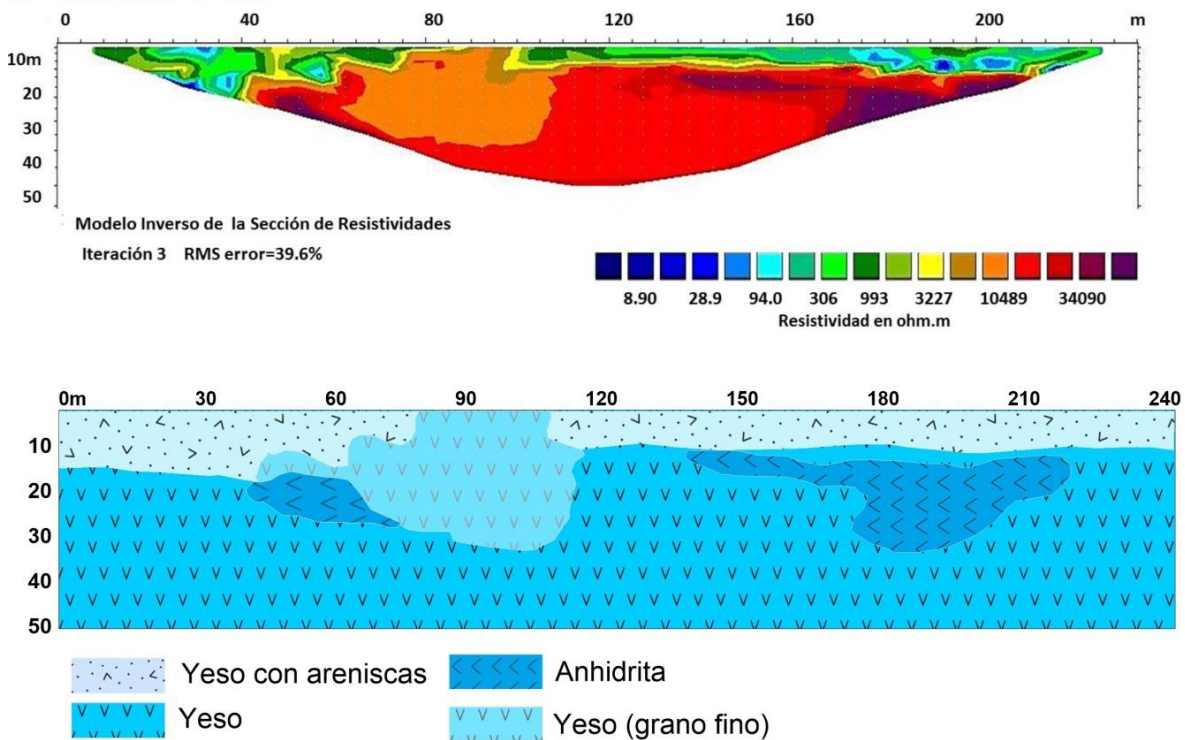 0 40 80 120 160 200 m
10m
20
30
40
50
Modelo Inverso de la Sección de Resistividades
Iteración 3 RMS error=39.6%
8.90 28.9 94.0 306 993 3227 10489 34090
Resistividad en ohm.m
0m 30 60 90 120 150 180 210 240
10
20
30
40
50
Yeso con areniscas
Anhidrita
Yeso
Yeso (grano fino)